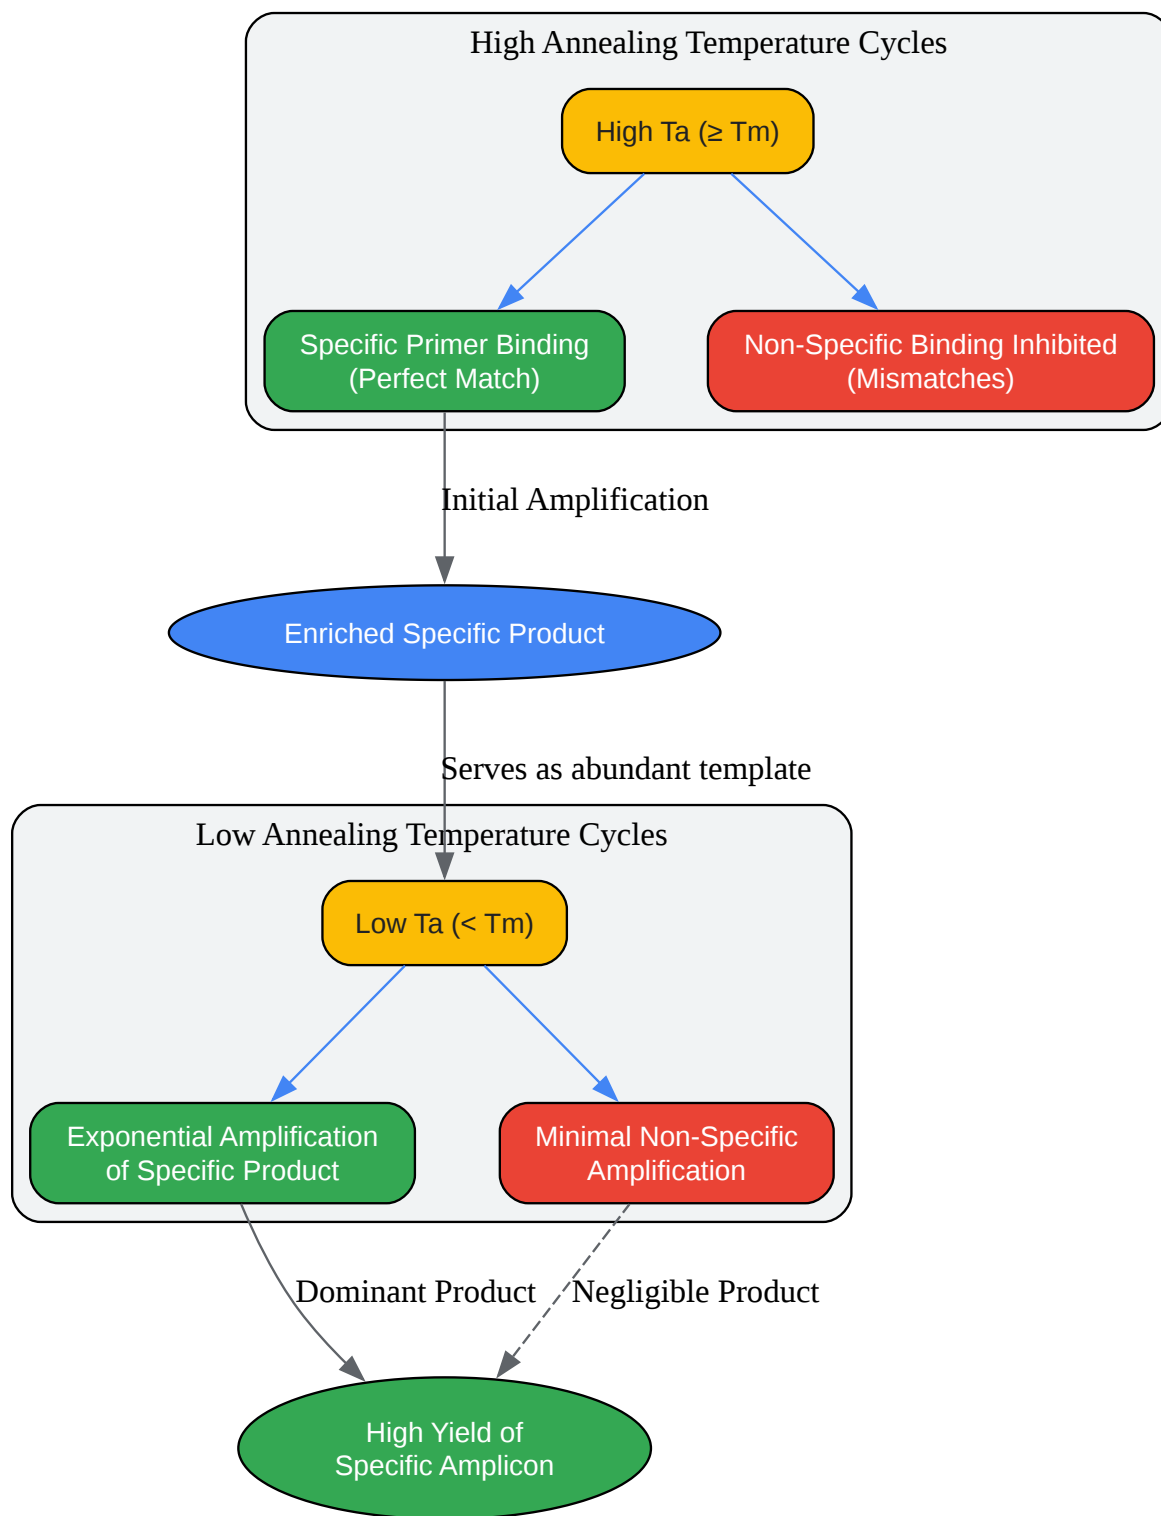 High Annealing Temperature Cycles
High Ta (≥ Tm)
Specific Primer Binding
(Perfect Match)
Non-Specific Binding Inhibited
(Mismatches)
Initial Amplification
Enriched Specific Product
Serves as abundant template
Low Annealing Temperature Cycles
Low Ta (< Tm)
Exponential Amplification
of Specific Product
Minimal Non-Specific
Amplification
Dominant Product
Negligible Product
High Yield of
Specific Amplicon